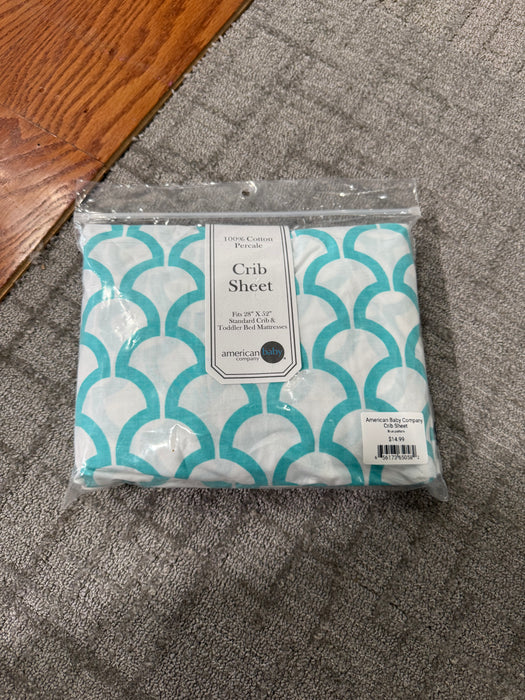 100% Cotton
Percale
Crib
Sheet
Fits 28" X 52"
Standard Crib &
Toddler Bed Mattresses
american baby
company
American Baby Company
Crib Sheet
$14.99